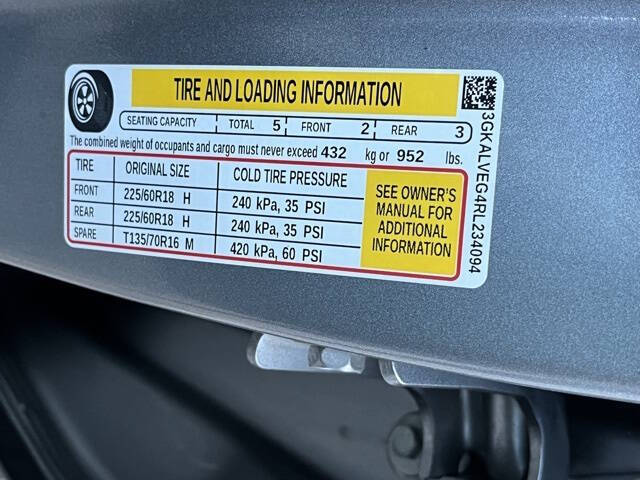 TIRE AND LOADING INFORMATION
SEATING CAPACITY TOTAL 5 FRONT 2 REAR 3
The combined weight of occupants and cargo must never exceed 432 kg or 952 lbs.
TIRE ORIGINAL SIZE COLD TIRE PRESSURE
FRONT 225/60R18 H 240 kPa, 35 PSI
REAR 225/60R18 H 240 kPa, 35 PSI
SPARE T135/70R16 M 420 kPa, 60 PSI
SEE OWNER'S
MANUAL FOR
ADDITIONAL
INFORMATION
3GKALVEG4RL234094